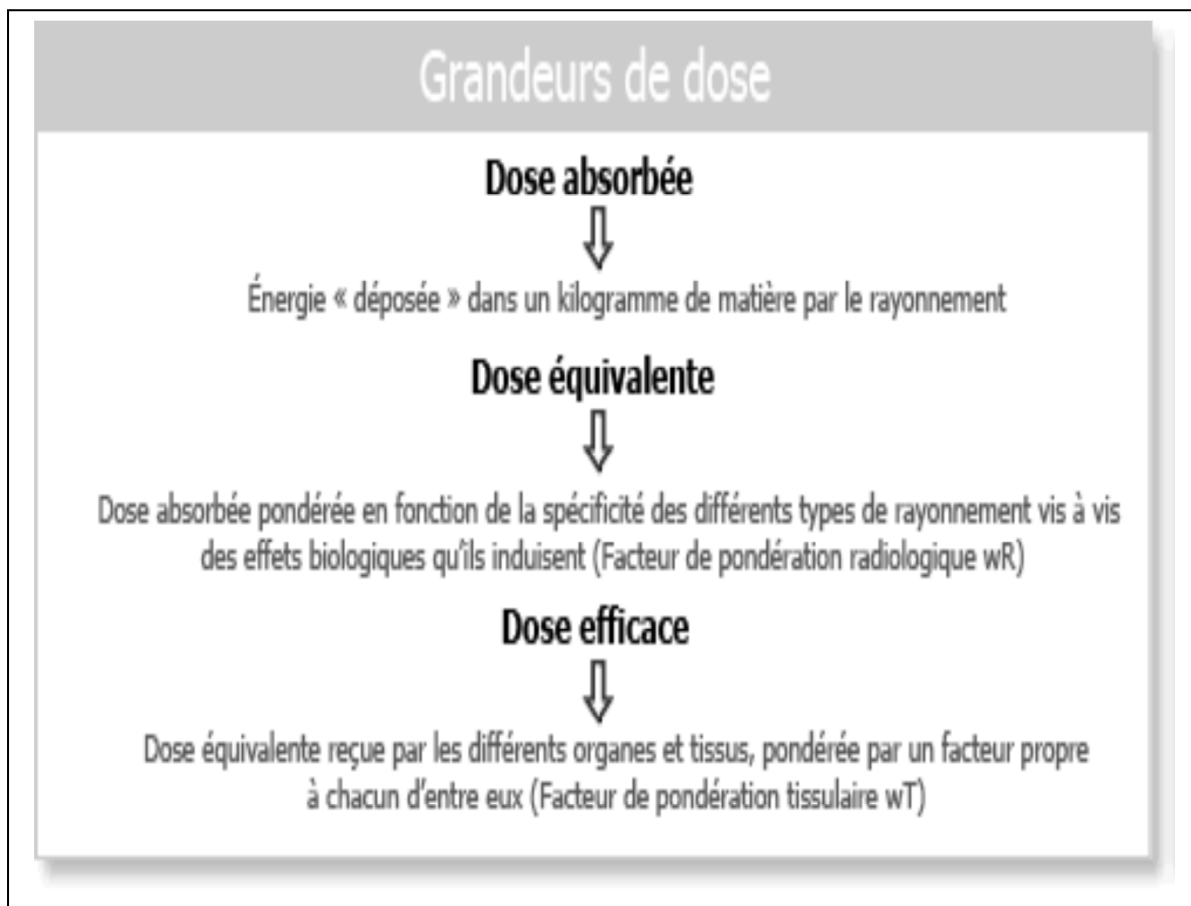 Grandeurs de dose
Dose absorbée
Énergie « déposée » dans un kilogramme de matière par le rayonnement
Dose équivalente
Dose absorbée pondérée en fonction de la spécificité des différents types de rayonnement vis à vis
des effets biologiques qu'ils induisent (Facteur de pondération radiologique wR)
Dose efficace
Dose équivalente reçue par les différents organes et tissus, pondérée par un facteur propre
à chacun d'entre eux (Facteur de pondération tissulaire wT)